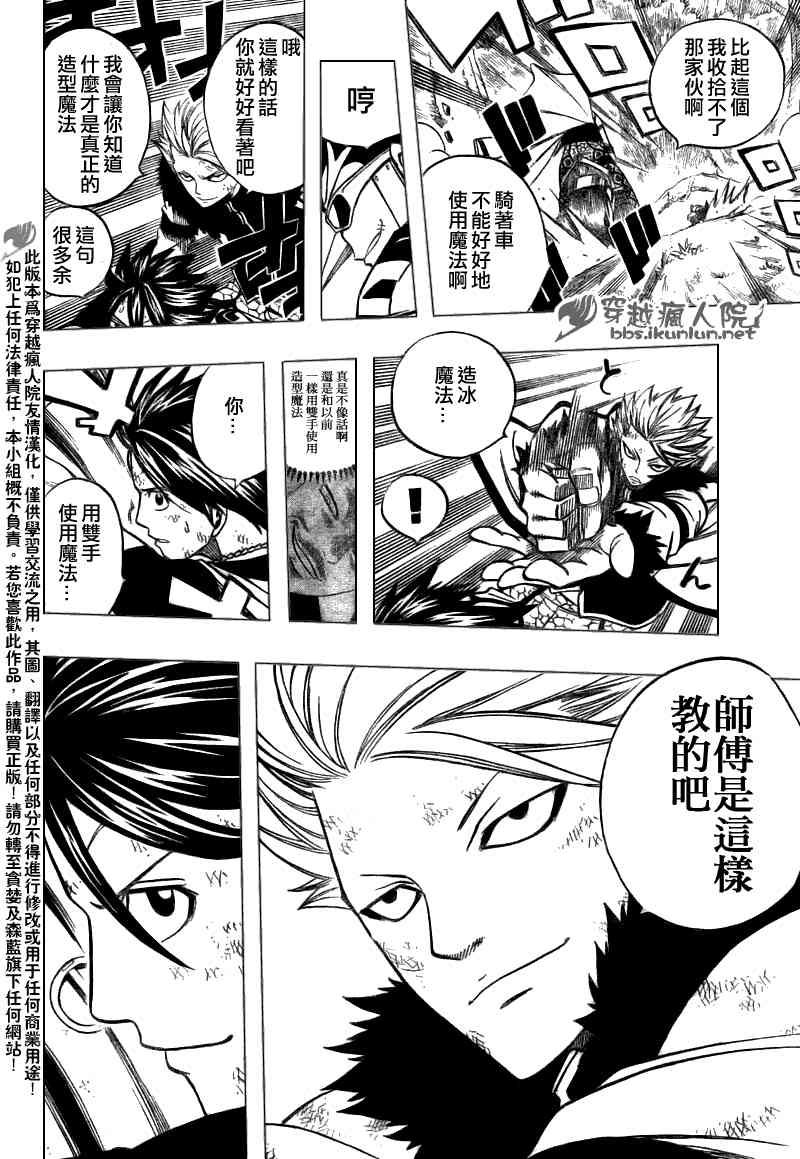 比起這個
我收拾不了
那家伙啊
騎著車
不能好好地
使用魔法啊
哼
哦
這樣的話
你就好好看著吧
我會讓你知道
什麼才是真正的
造型魔法
這句
很多余
穿越瘋人院
bbs.ikunlun.net
造冰
魔法…
!
真是不像話啊
還是和以前
一樣用雙手使用
造型魔法
你…
用雙手
使用魔法…
師傅是這樣
教的吧
此版本爲穿越瘋人院友情漢化，僅供學習交流之用，其圖、翻譯以及任何部分不得進行修改或用于任何商業用途！
如犯上任何法律責任，本小組概不負責。若您喜歡此作品，請購買正版！請勿轉至貪婪及森藍旗下任何網站！